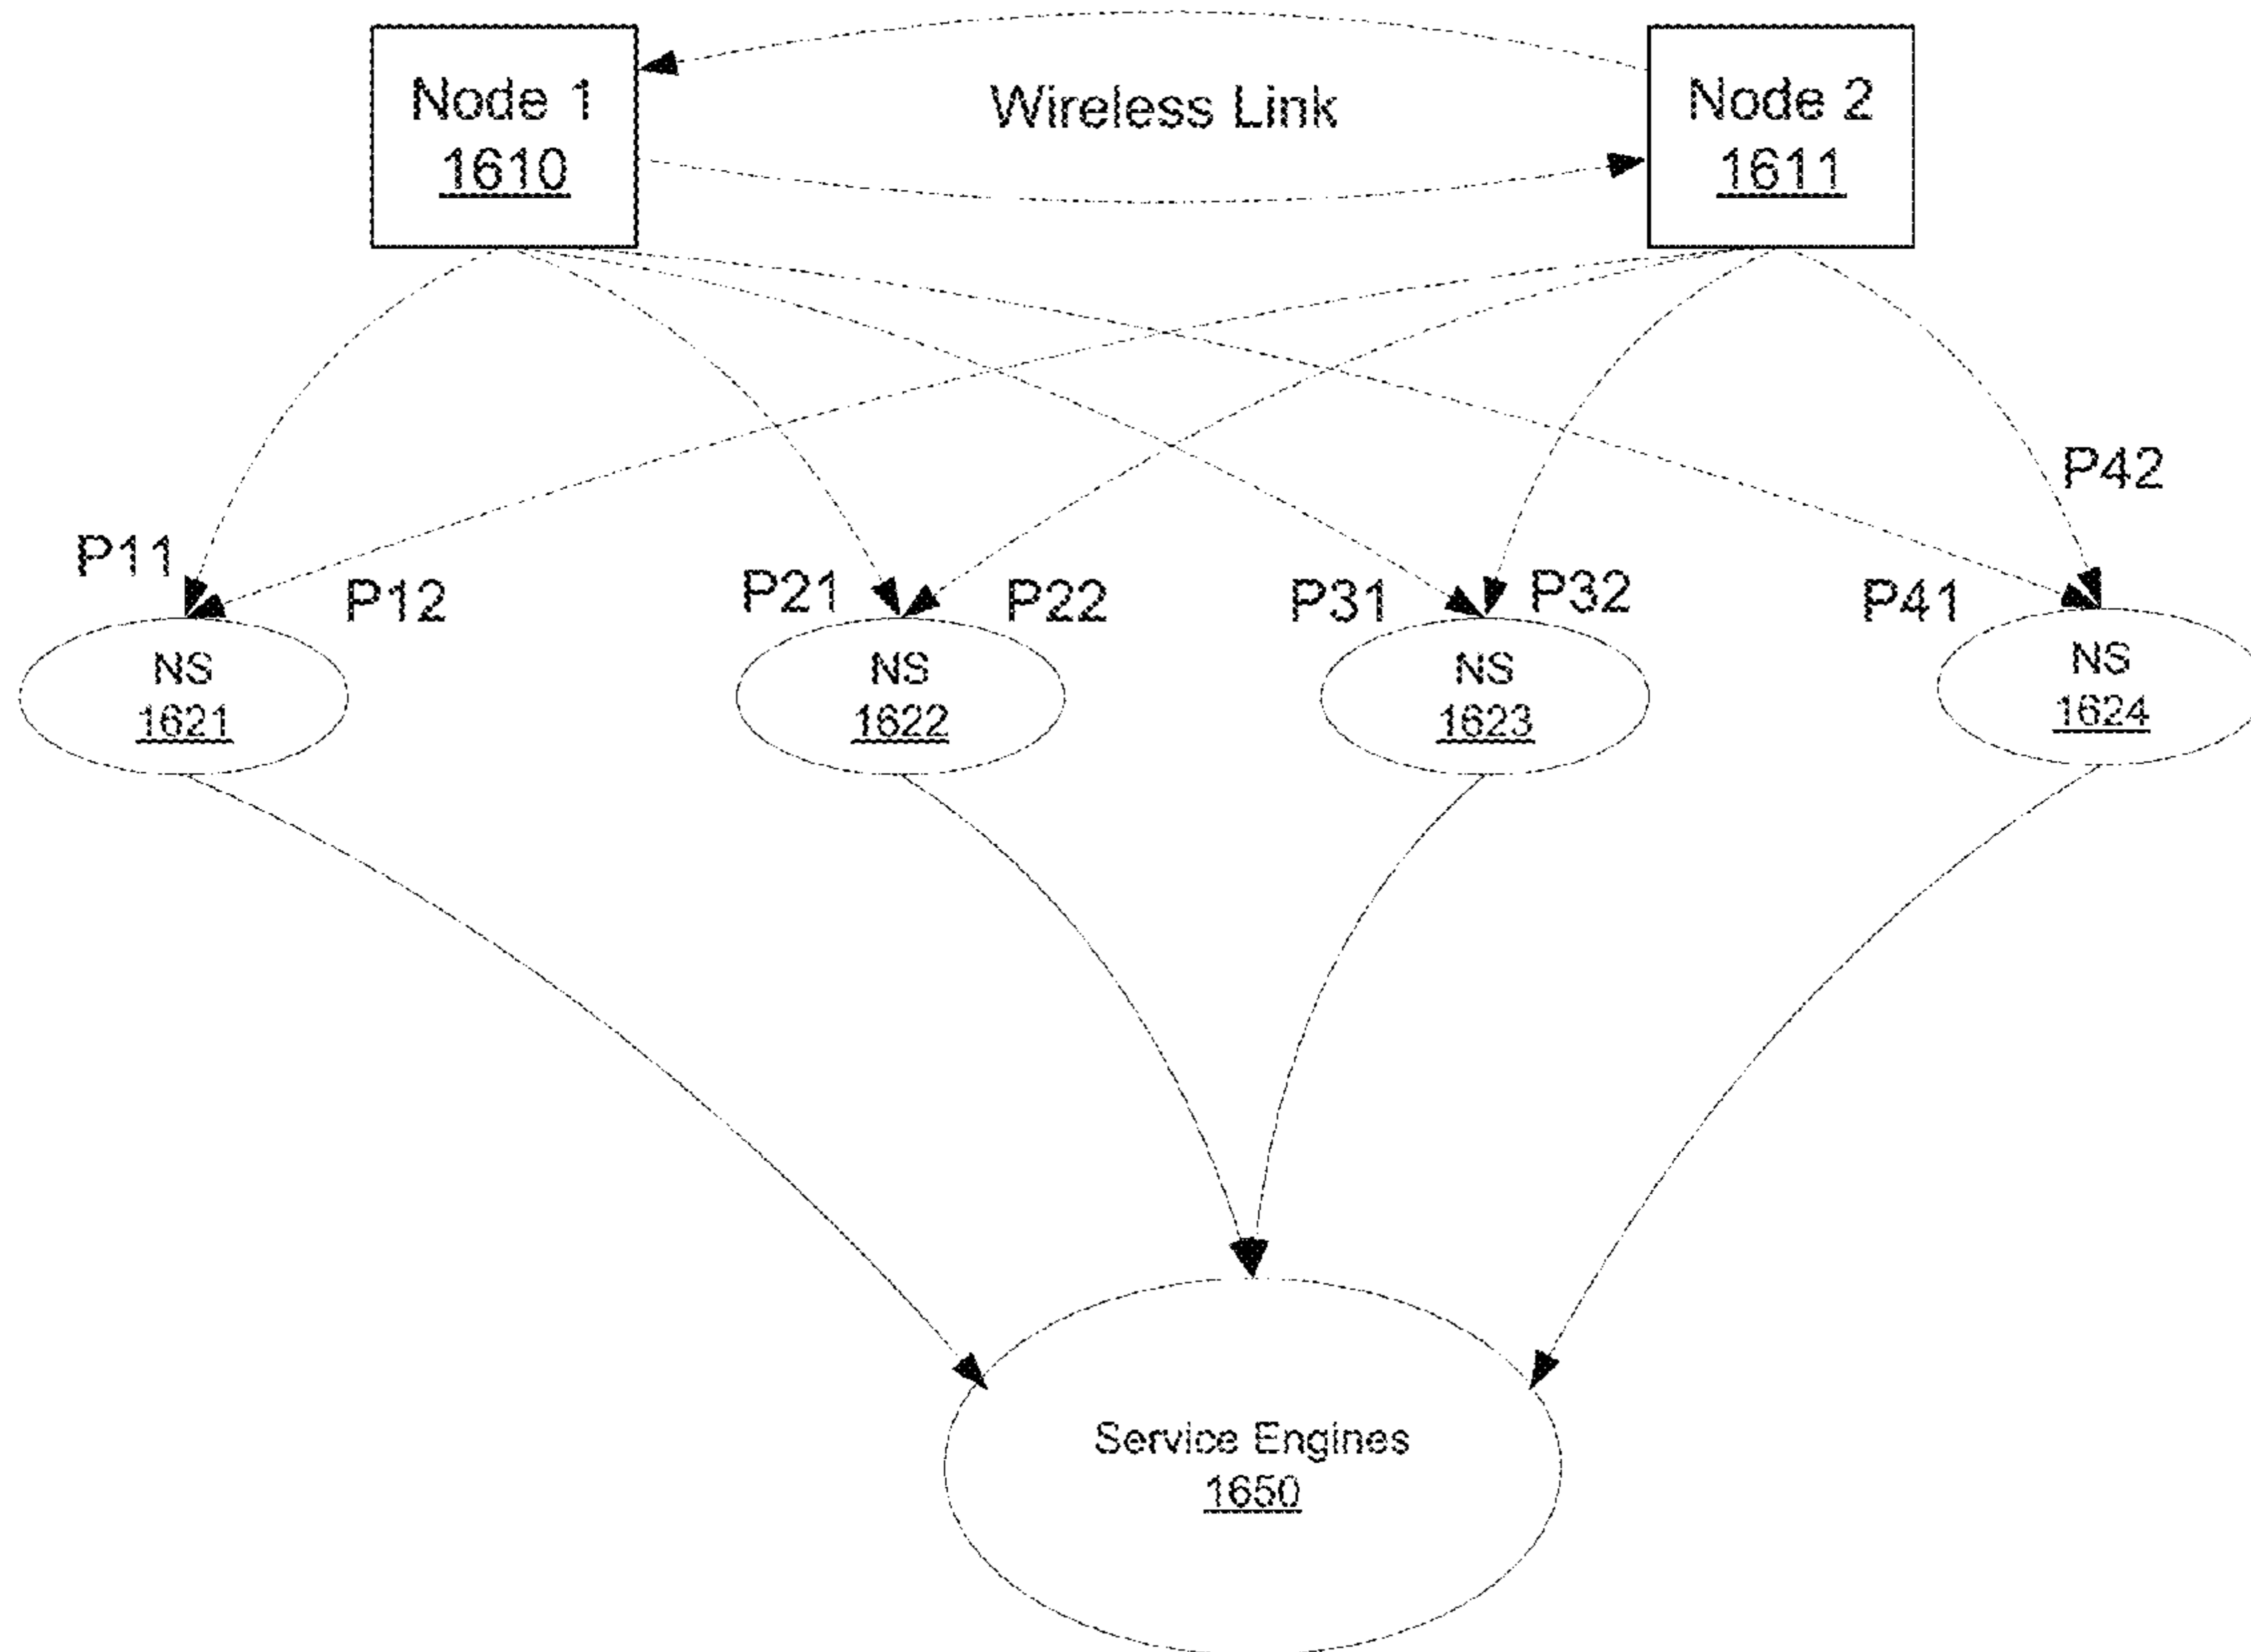 Node 1
1610
Wireless Link
Node 2
1611
P42
P11
P12
P21
P22
P31
P32
P41
NS
1621
NS
1622
NS
1623
NS
1624
Service Engines
1650